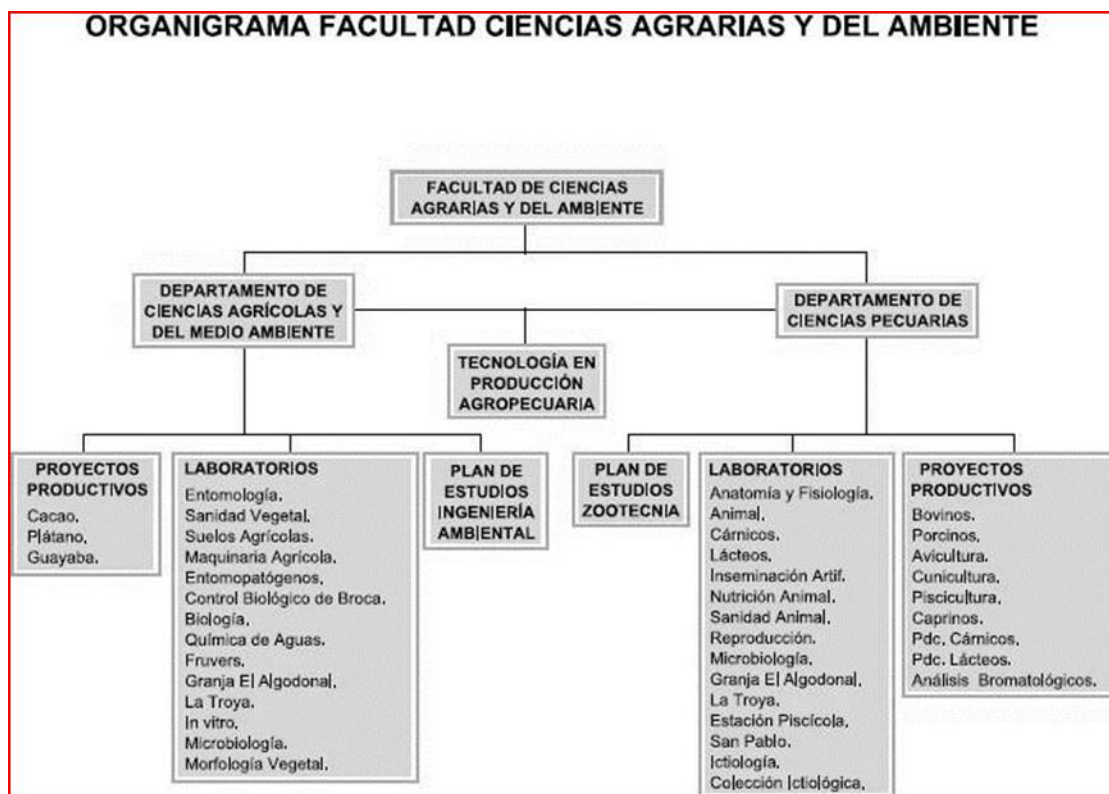 ORGANIGRAMA FACULTAD CIENCIAS AGRARIAS Y DEL AMBIENTE
FACULTAD DE CIENCIAS
AGRARIAS Y DEL AMBIENTE
DEPARTAMENTO DE
CIENCIAS AGRÍCOLAS Y
DEL MEDIO AMBIENTE
DEPARTAMENTO DE
CIENCIAS PECUARIAS
TECNOLOGÍA EN
PRODUCCIÓN
AGROPECUARIA
PROYECTOS
PRODUCTIVOS
Cacao.
Plátano.
Guayaba.
LABORATORIOS
Entomología.
Sanidad Vegetal.
Suelos Agrícolas.
Maquinaria Agrícola.
Entomopatógenos.
Control Biológico de Broca.
Biología.
Química de Aguas.
Fruvers.
Granja El Algodonal.
La Troya.
In vitro.
Microbiología.
Morfología Vegetal.
PLAN DE
ESTUDIOS
INGENIERÍA
AMBIENTAL
PLAN DE
ESTUDIOS
ZOOTECNIA
LABORATORIOS
Anatomía y Fisiología.
Animal.
Cárnicos.
Lácteos.
Inseminación Artif.
Nutrición Animal.
Sanidad Animal.
Reproducción.
Microbiología.
Granja El Algodonal.
La Troya.
Estación Piscícola.
San Pablo.
Ictiología.
Colección Ictiológica.
PROYECTOS
PRODUCTIVOS
Bovinos.
Porcinos.
Avicultura.
Cunicultura.
Piscicultura.
Caprinos.
Pdc. Cárnicos.
Pdc. Lácteos.
Análisis Bromatológicos.